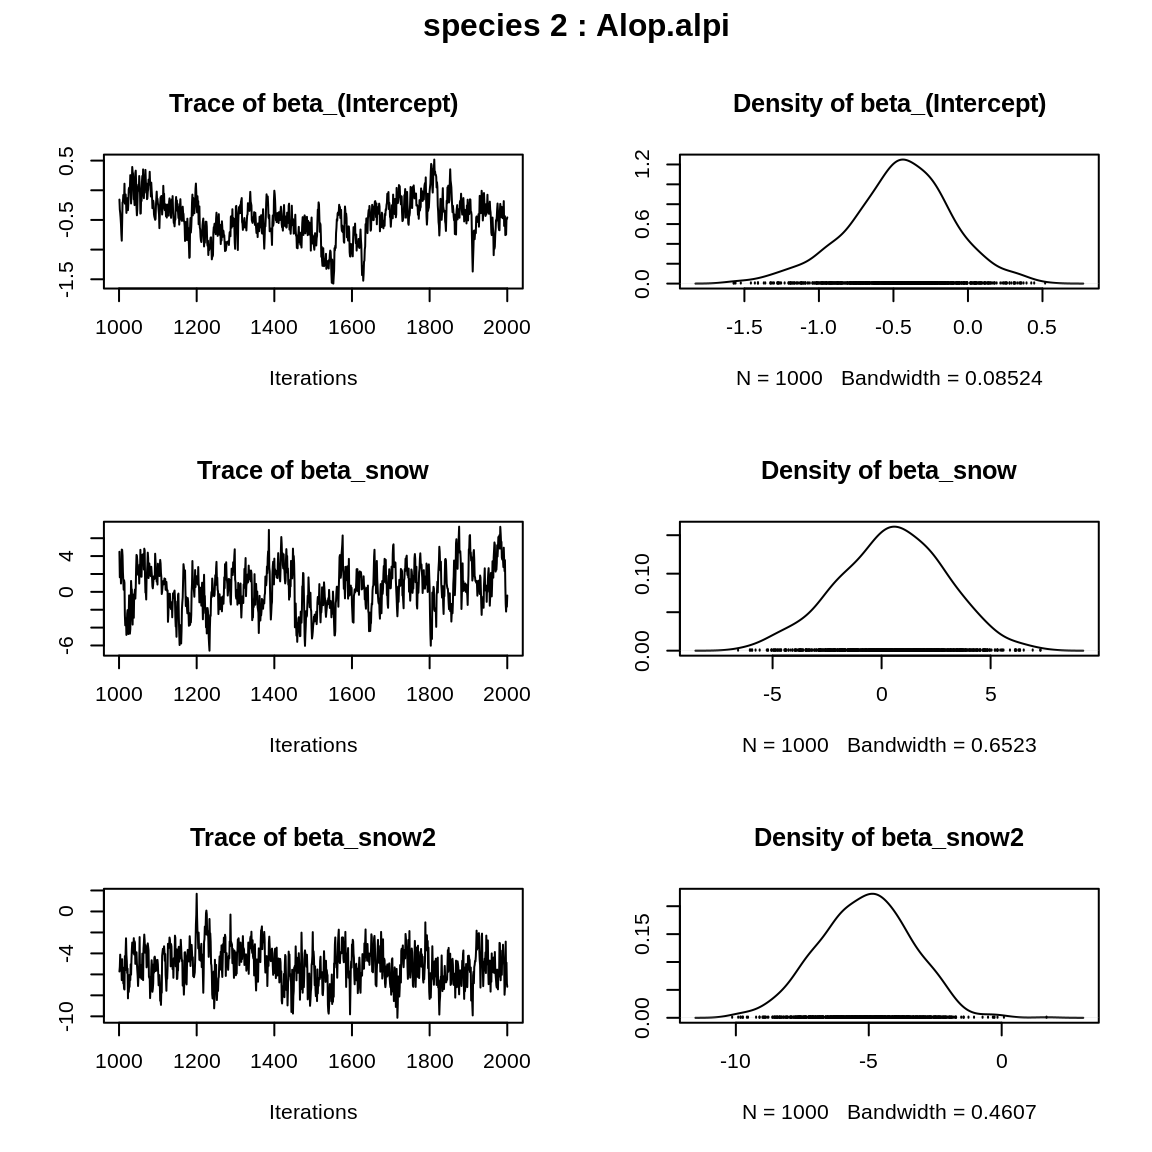 species 2 : Alop.alpi
Trace of beta_(Intercept)
0.5
-0.5
-1.5
1000 1200 1400 1600 1800 2000
Iterations
Density of beta_(Intercept)
1.2
0.6
0.0
-1.5 -1.0 -0.5 0.0 0.5
N = 1000 Bandwidth = 0.08524
Trace of beta_snow
4
0
-6
1000 1200 1400 1600 1800 2000
Iterations
Density of beta_snow
0.10
0.00
-5 0 5
N = 1000 Bandwidth = 0.6523
Trace of beta_snow2
0
-4
-10
1000 1200 1400 1600 1800 2000
Iterations
Density of beta_snow2
0.15
0.00
-10 -5 0
N = 1000 Bandwidth = 0.4607